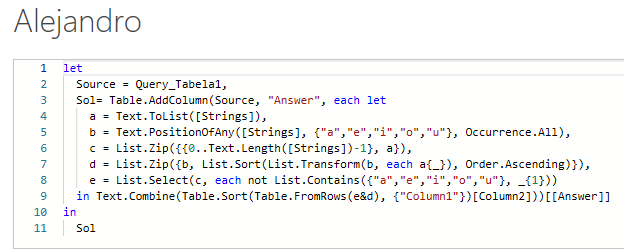 Alejandro
1 let
2 Source = Query_Tabela1,
3 Sol= Table.AddColumn(Source, "Answer", each let
4 a = Text.ToList([Strings]),
5 b = Text.PositionOfAny([Strings], {"a","e","i","o","u"}, Occurrence.All),
6 c = List.Zip({{0..Text.Length([Strings])-1}, a}),
7 d = List.Zip({b, List.Sort(List.Transform(b, each a{_}), Order.Ascending)}),
8 e = List.Select(c, each not List.Contains({"a","e","i","o","u"}, _{1}))
9 in Text.Combine(Table.Sort(Table.FromRows(e&d), {"Column1"})[Column2]))[[Answer]]
10 in
11 Sol